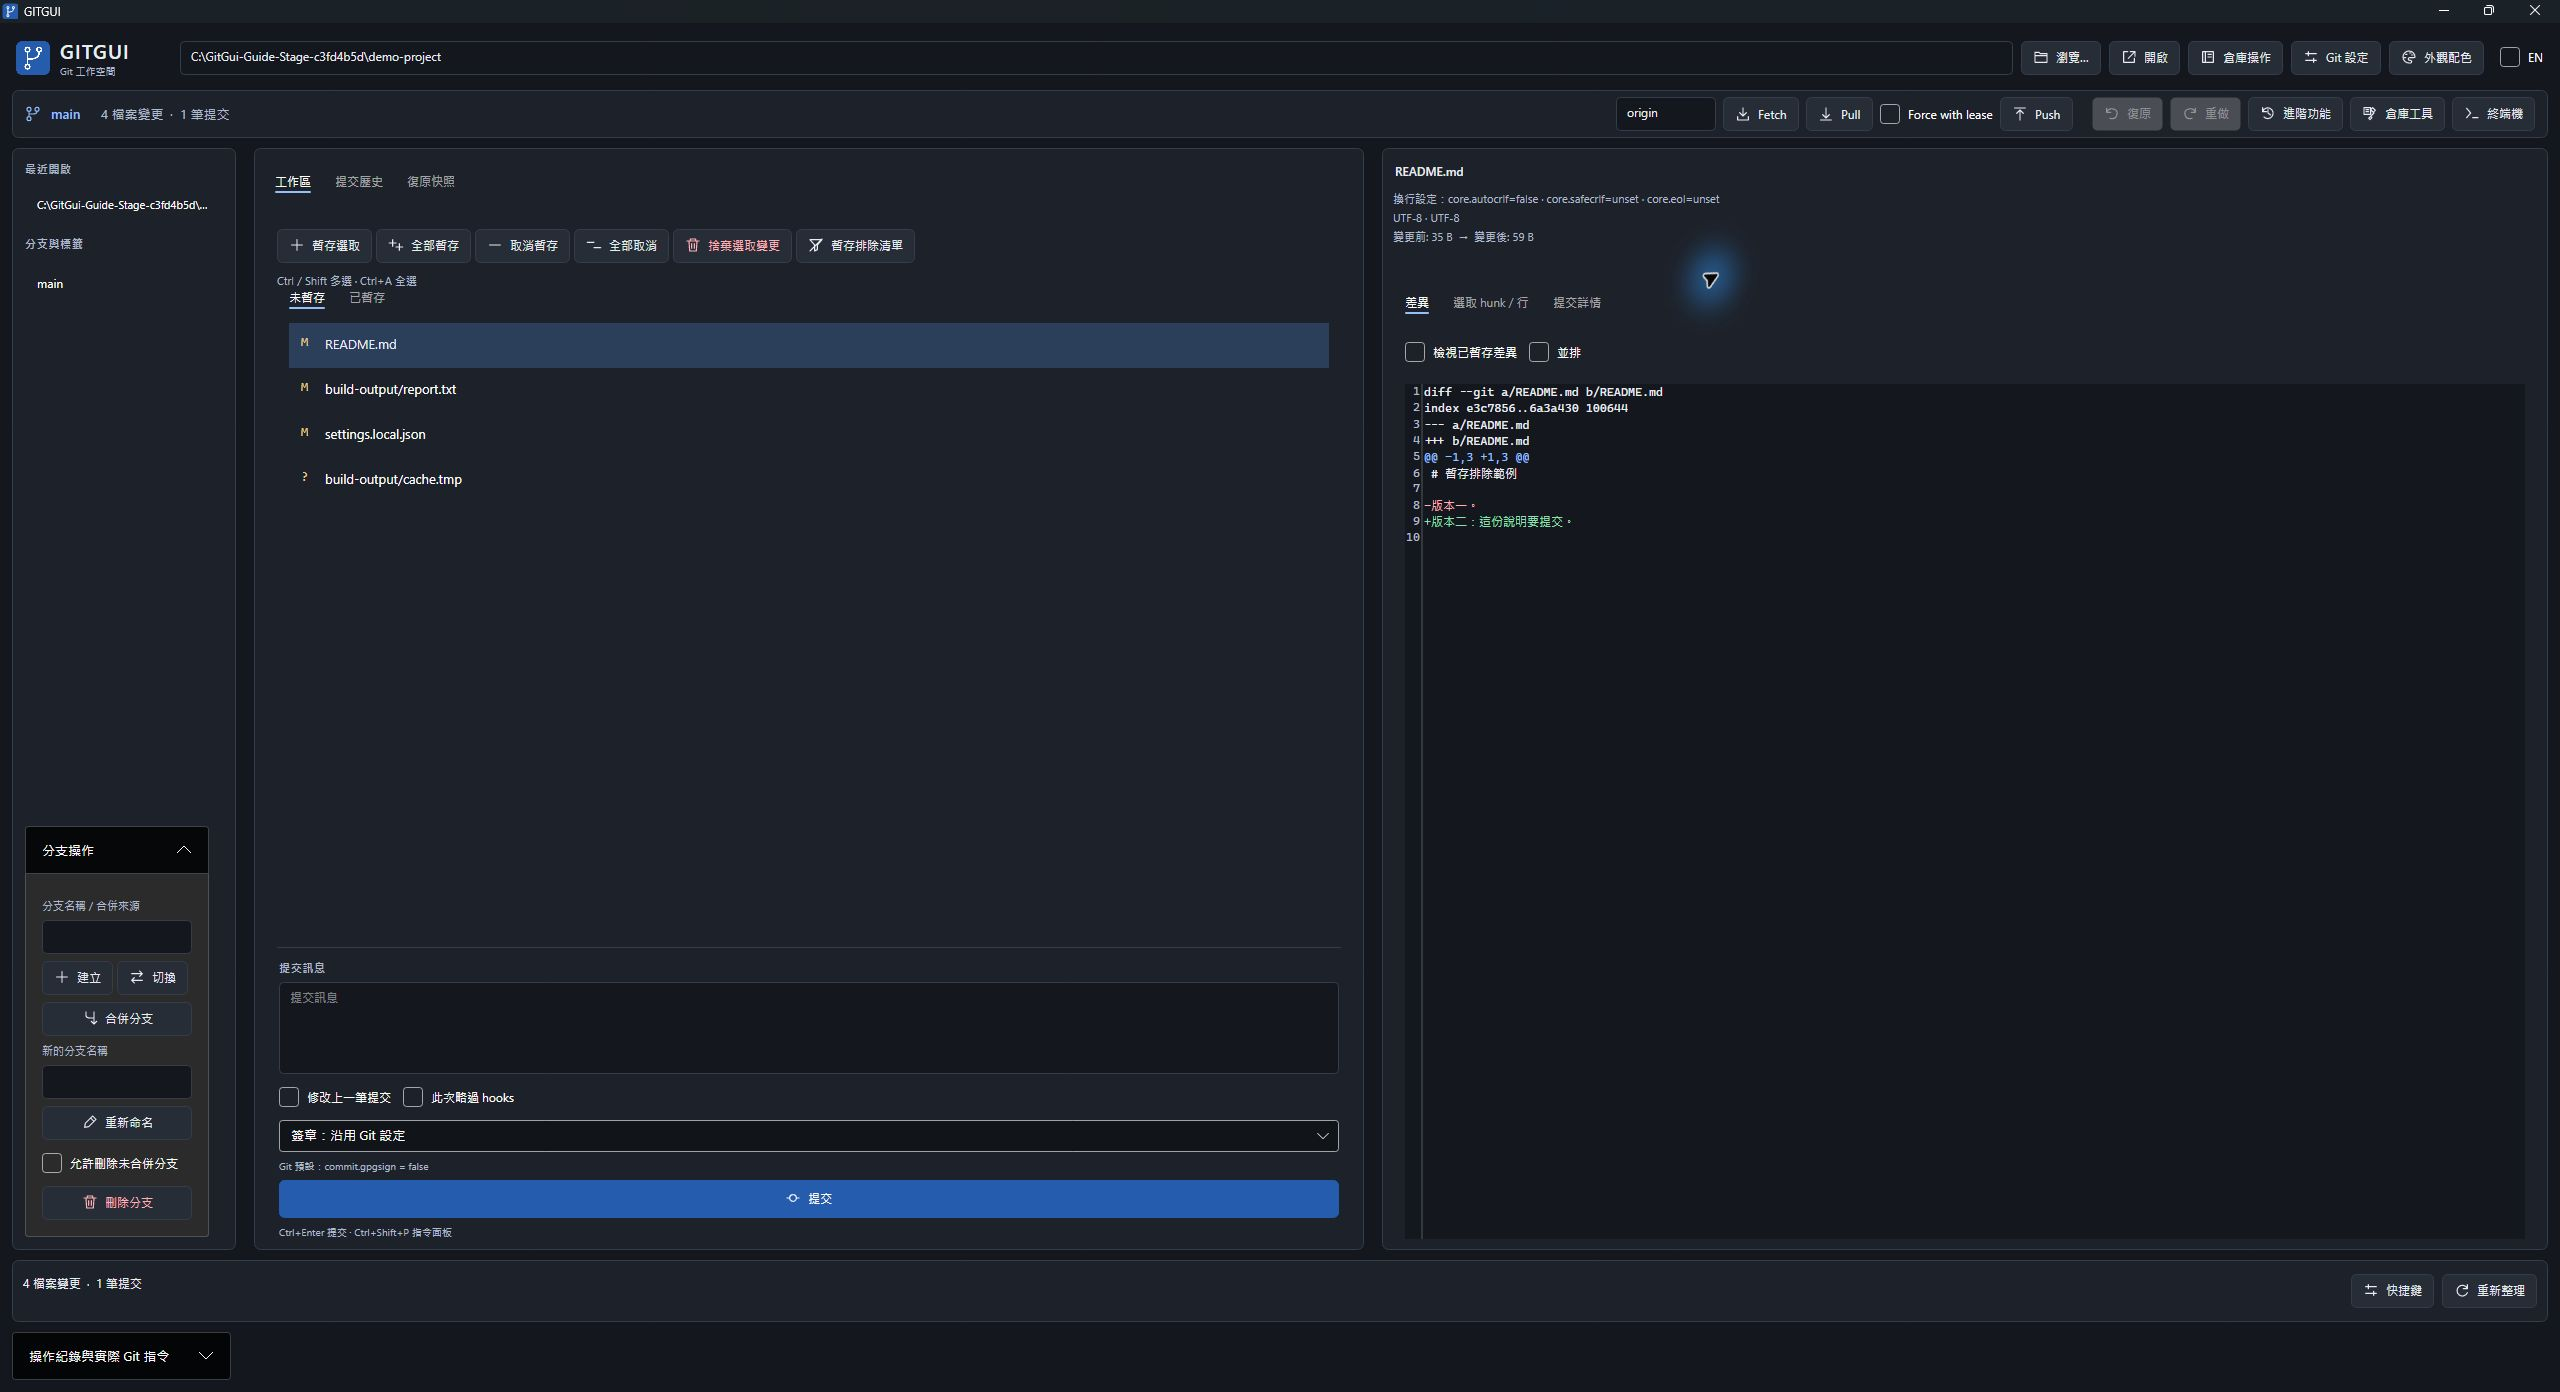 GITGUI
GITGUI
Git 工作空間
C:\GitGui-Guide-Stage-c3fd4b5d\demo-project
瀏覽...
開啟
倉庫操作
Git 設定
外觀配色
EN
main
4 檔案變更 · 1 筆提交
origin
Fetch
Pull
Force with lease
Push
復原
重做
進階功能
倉庫工具
終端機
最近開啟
C:\GitGui-Guide-Stage-c3fd4b5d\...
分支與標籤
main
分支操作
分支名稱 / 合併來源
建立
切換
合併分支
新的分支名稱
重新命名
允許刪除未合併分支
刪除分支
工作區
提交歷史
復原快照
暫存選取
全部暫存
取消暫存
全部取消
捨棄選取變更
暫存排除清單
Ctrl / Shift 多選 · Ctrl+A 全選
未暫存
已暫存
M README.md
M build-output/report.txt
M settings.local.json
? build-output/cache.tmp
提交訊息
提交訊息
修改上一筆提交
此次略過 hooks
簽章：沿用 Git 設定
Git 預設：commit.gpgsign = false
提交
Ctrl+Enter 提交 · Ctrl+Shift+P 指令面板
README.md
換行設定：core.autocrlf=false · core.safecrlf=unset · core.eol=unset
UTF-8 · UTF-8
變更前: 35 B → 變更後: 59 B
差異
選取 hunk / 行
提交詳情
檢視已暫存差異
並排
1 diff --git a/README.md b/README.md
2 index e3c7856..6a3a430 100644
3 --- a/README.md
4 +++ b/README.md
5 @@ -1,3 +1,3 @@
6 # 暫存排除範例
7
8 -版本一。
9 +版本二：這份說明要提交。
10
4 檔案變更 · 1 筆提交
快捷鍵
重新整理
操作紀錄與實際 Git 指令